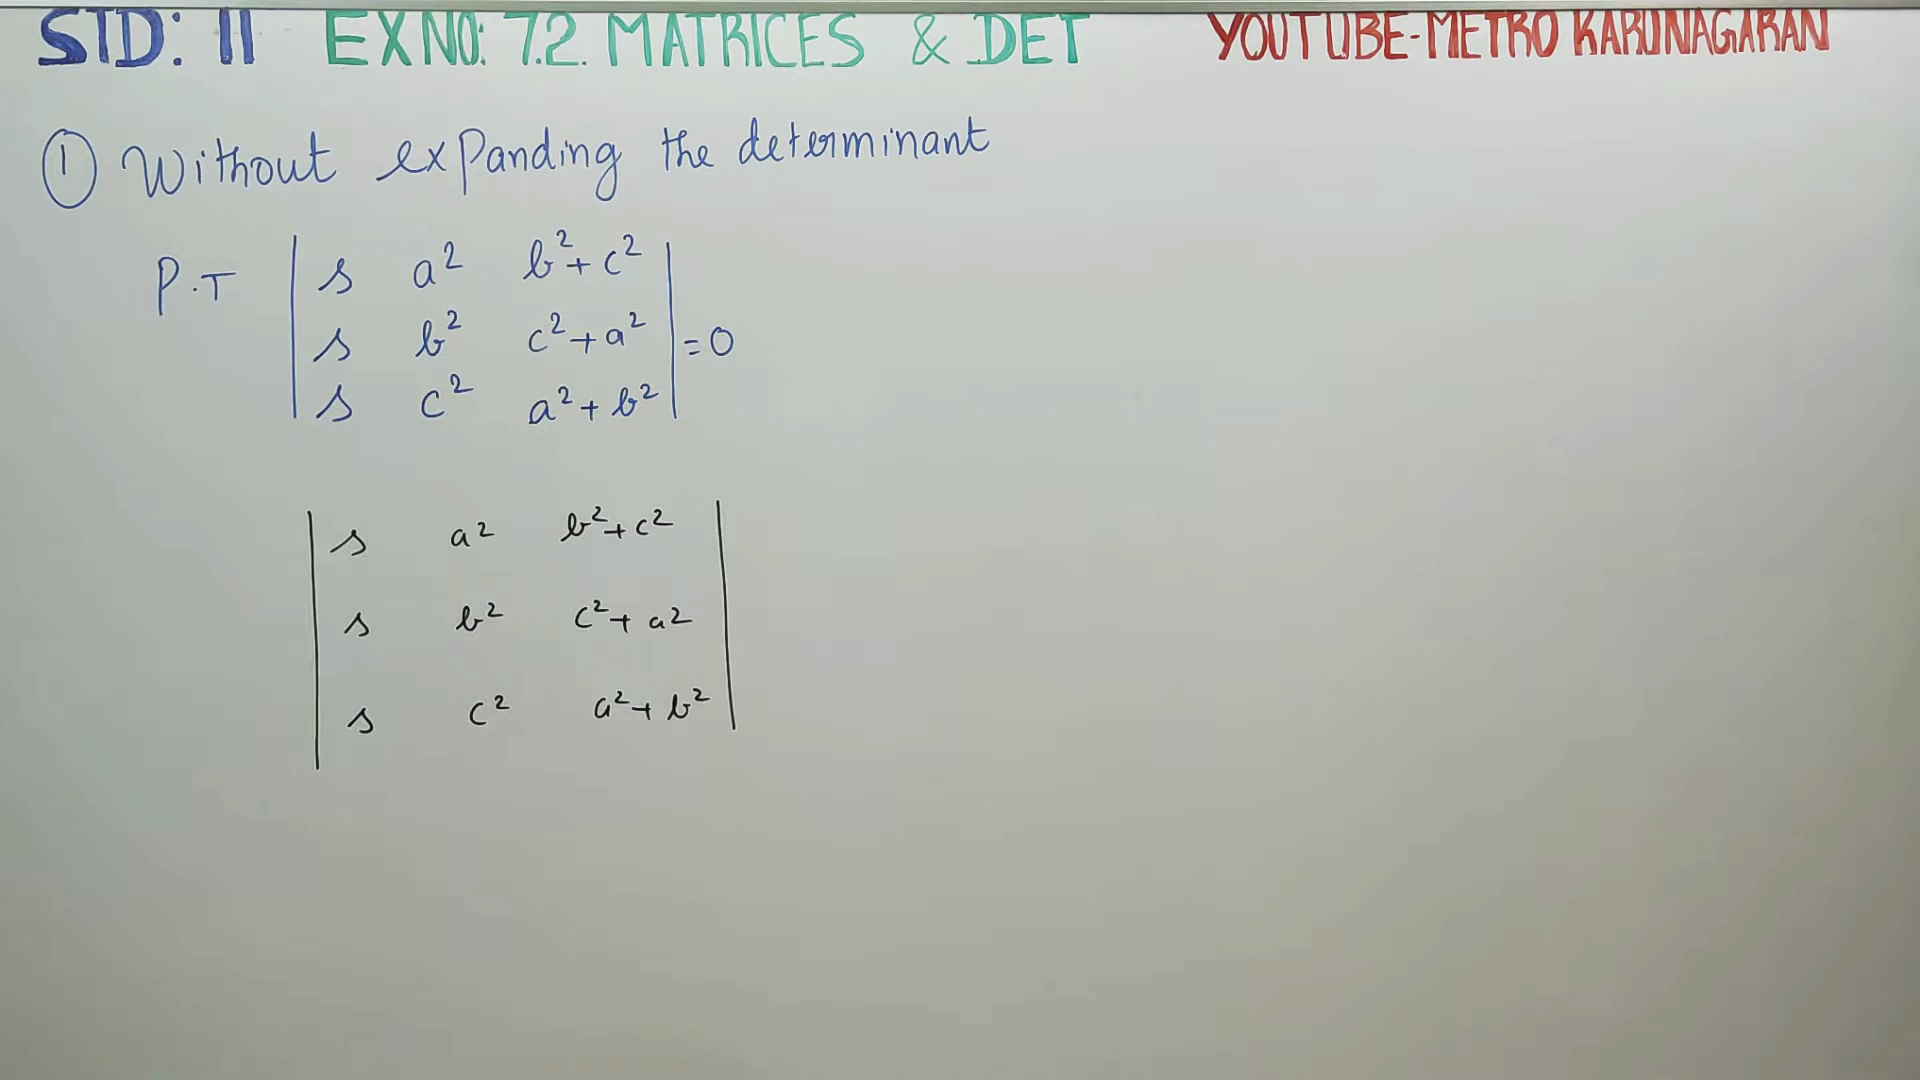 STD: 11 EX NO: 7.2. MATRICES & DET YOUTUBE-METRO KARUNAGARAN
① Without expanding the determinant
P.T | s a² b²+c² |
| s b² c²+a² | =0
| s c² a²+b² |
| s a² b²+c² |
| s b² c²+a² |
| s c² a²+b² |